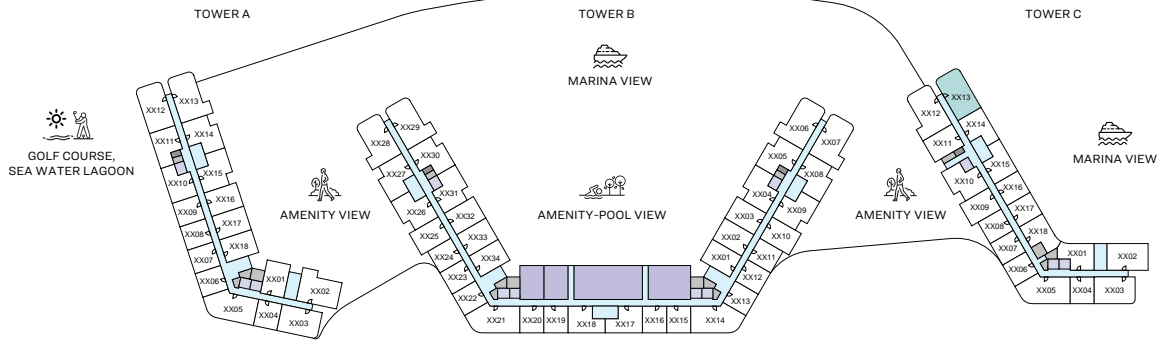 TOWER A
TOWER B
TOWER C
MARINA VIEW
GOLF COURSE,
SEA WATER LAGOON
AMENITY VIEW
AMENITY-POOL VIEW
AMENITY VIEW
MARINA VIEW
XX12
XX13
XX11
XX14
XX10
XX15
XX09
XX16
XX08
XX17
XX07
XX18
XX06
XX01
XX02
XX05
XX04
XX03
XX28
XX29
XX27
XX30
XX26
XX31
XX25
XX32
XX24
XX33
XX23
XX34
XX22
XX21
XX20
XX19
XX18
XX17
XX16
XX15
XX14
XX13
XX12
XX11
XX10
XX09
XX08
XX07
XX06
XX05
XX04
XX03
XX02
XX01
XX12
XX13
XX11
XX14
XX10
XX15
XX09
XX16
XX08
XX17
XX07
XX18
XX06
XX01
XX02
XX05
XX04
XX03